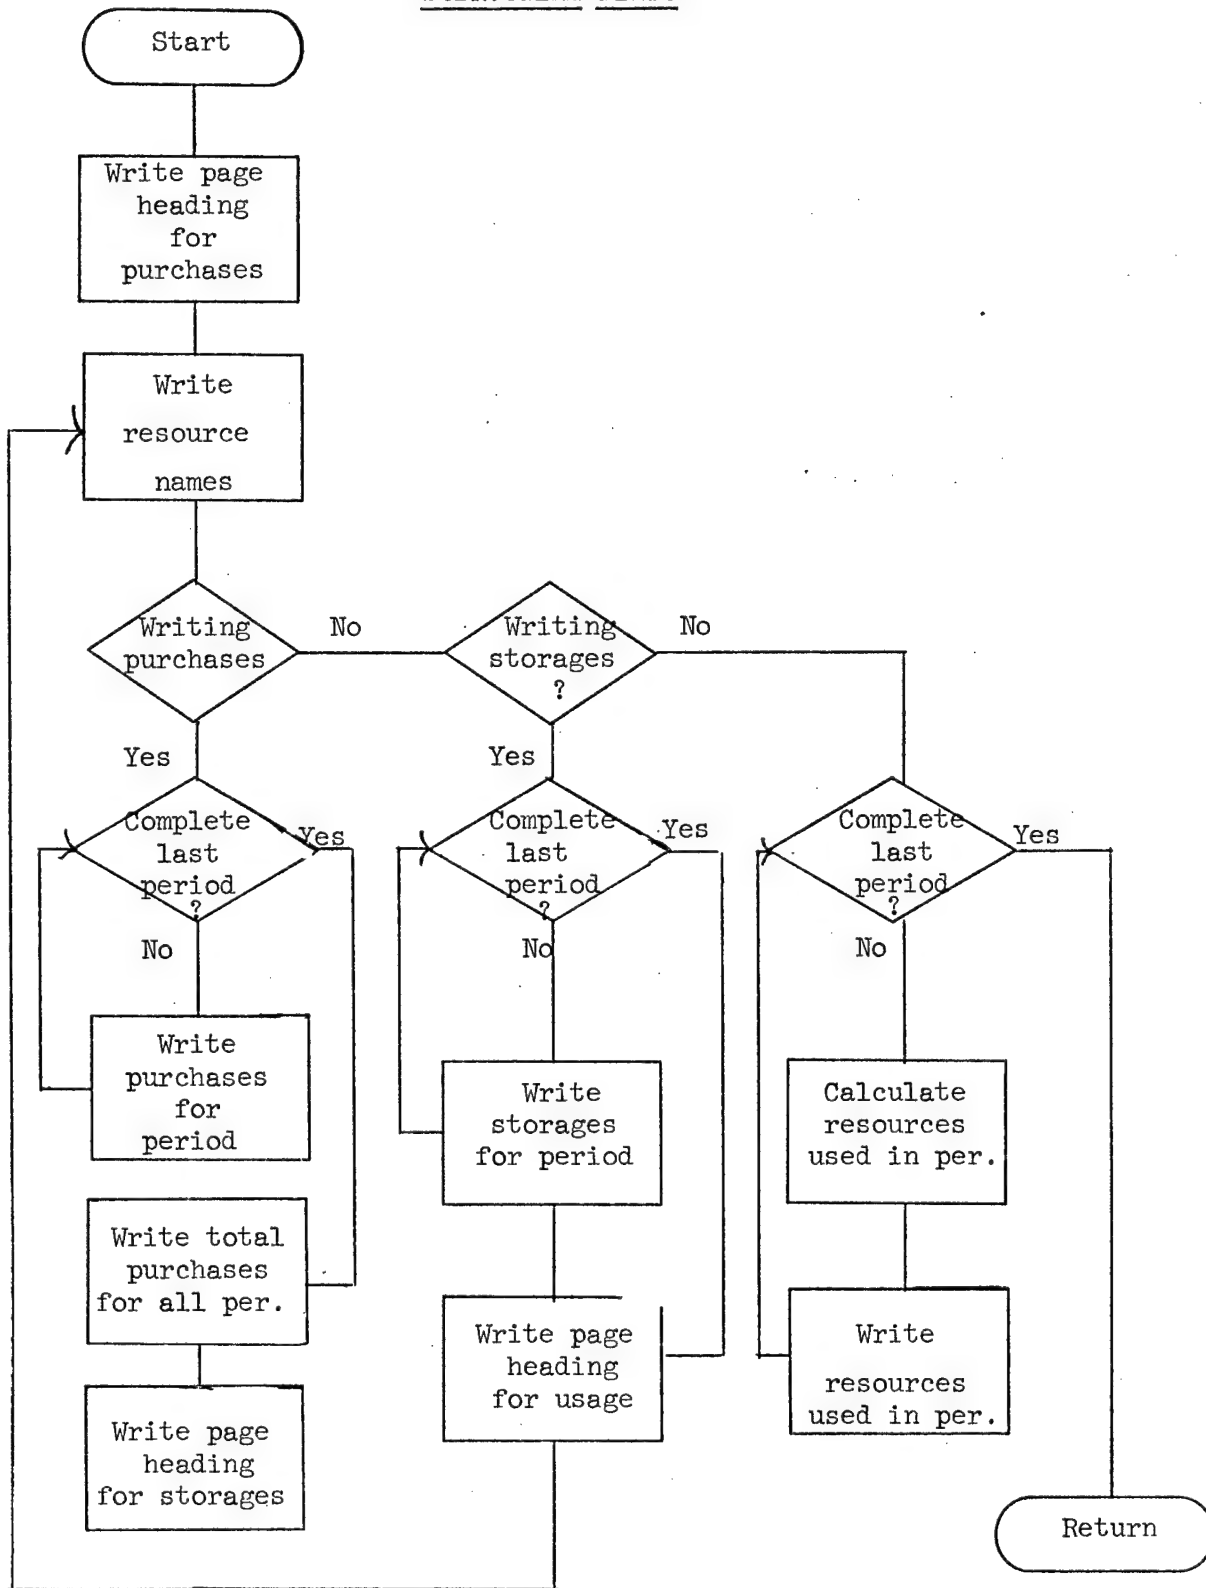 Start
Write page
heading
for
purchases
Write
resource
names
Writing
purchases
No
Writing
storages
?
No
Yes
Yes
Complete
last
period
?
Yes
Complete
last
period
?
Yes
Complete
last
period
?
Yes
No
No
No
Write
purchases
for
period
Write
storages
for period
Calculate
resources
used in per.
Write total
purchases
for all per.
Write page
heading
for usage
Write
resources
used in per.
Write page
heading
for storages
Return